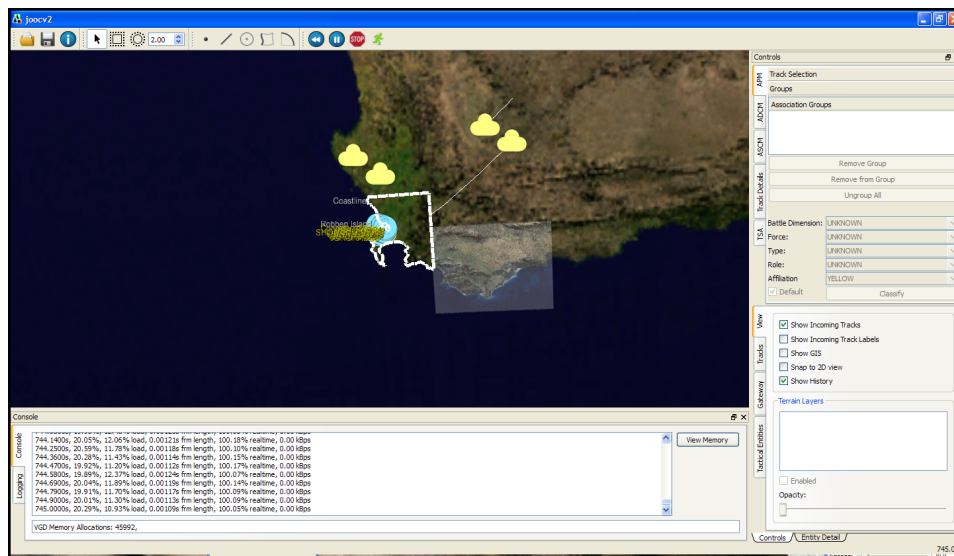 joocv2
2.00
STOP
Controls
APM
ADCM
ASCM
Track Details
TSA
Track Selection
Groups
Association Groups
Remove Group
Remove from Group
Ungroup All
Battle Dimension: UNKNOWN
Force: UNKNOWN
Type: UNKNOWN
Role: UNKNOWN
Affiliation YELLOW
Default Classify
Coastline
Robben Island
View
Tracks
Gateway
Tactical Entities
Show Incoming Tracks
Show Incoming Track Labels
Show GIS
Snap to 2D view
Show History
Terrain Layers
Enabled
Opacity:
Controls Entity Detail
Console
Console
Logging
744.1400s, 20.05%, 12.06% load, 0.00121s frm length, 100.18% realtime, 0.00 kBps
744.2500s, 20.59%, 11.78% load, 0.00118s frm length, 100.10% realtime, 0.00 kBps
744.3600s, 20.28%, 11.43% load, 0.00114s frm length, 100.15% realtime, 0.00 kBps
744.4700s, 19.92%, 11.20% load, 0.00112s frm length, 100.17% realtime, 0.00 kBps
744.5800s, 19.89%, 12.37% load, 0.00124s frm length, 100.07% realtime, 0.00 kBps
744.6900s, 20.04%, 11.89% load, 0.00119s frm length, 100.14% realtime, 0.00 kBps
744.7900s, 19.91%, 11.70% load, 0.00117s frm length, 100.09% realtime, 0.00 kBps
744.9000s, 20.01%, 11.30% load, 0.00113s frm length, 100.04% realtime, 0.00 kBps
745.0000s, 20.29%, 10.93% load, 0.00109s frm length, 100.05% realtime, 0.00 kBps
View Memory
VGD Memory Allocations: 45992,